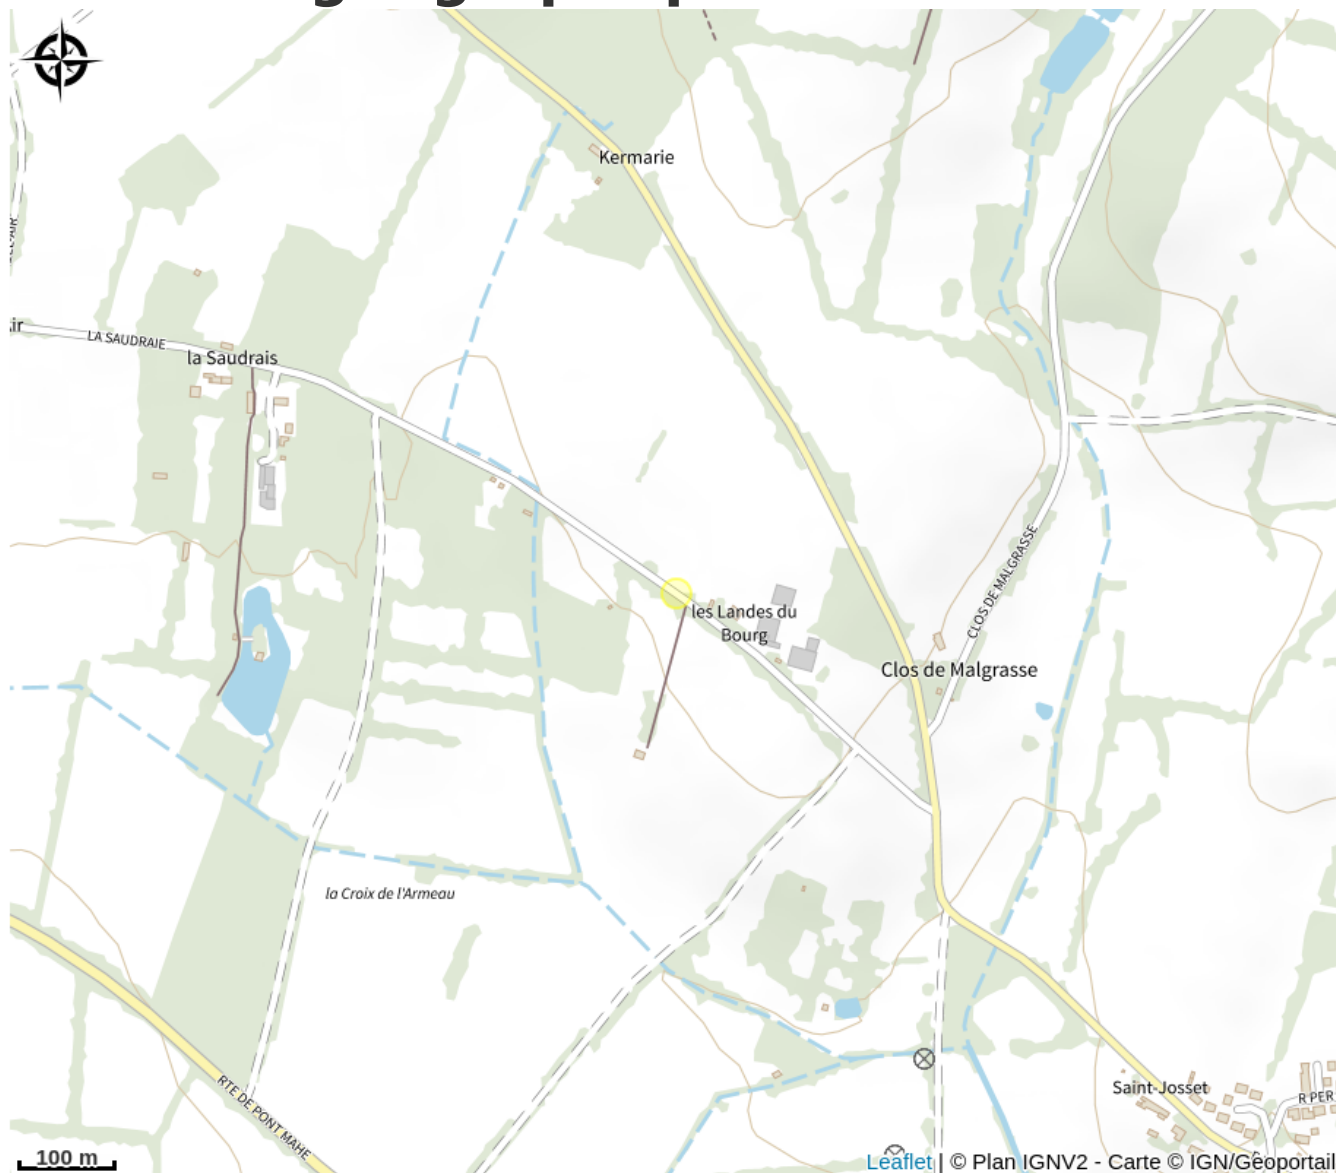 Kermarie
LA SAUDRAIE
la Saudrais
les Landes du
Bourg
CLOS DE MALGRASSE
Clos de Malgrasse
la Croix de l'Armeau
RTE DE PONT MAHE
Saint-Josset
R PER
100 m
Leaflet | © Plan IGNV2 - Carte © IGN/Géoportail